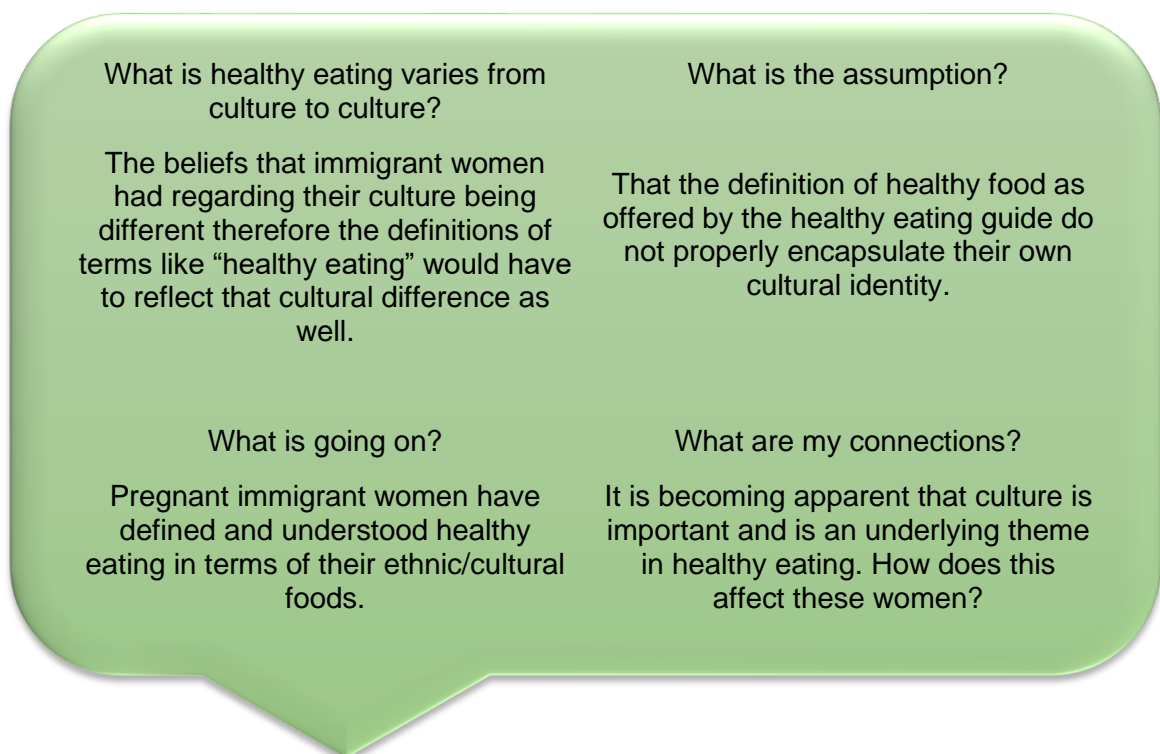 What is healthy eating varies from
culture to culture?
The beliefs that immigrant women
had regarding their culture being
different therefore the definitions of
terms like “healthy eating” would have
to reflect that cultural difference as
well.
What is the assumption?
That the definition of healthy food as
offered by the healthy eating guide do
not properly encapsulate their own
cultural identity.
What is going on?
Pregnant immigrant women have
defined and understood healthy
eating in terms of their ethnic/cultural
foods.
What are my connections?
It is becoming apparent that culture is
important and is an underlying theme
in healthy eating. How does this
affect these women?